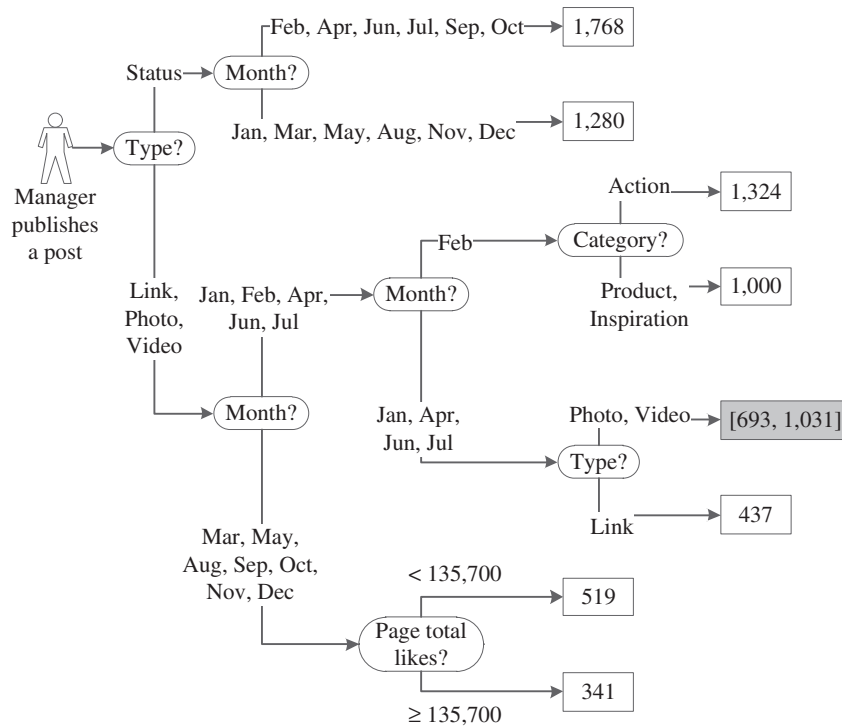 Feb, Apr, Jun, Jul, Sep, Oct
1,768
Status
Month?
Jan, Mar, May, Aug, Nov, Dec
1,280
Type?
Manager
publishes
a post
Action
1,324
Feb
Category?
Link,
Photo,
Video
Jan, Feb, Apr,
Jun, Jul
Month?
Product,
Inspiration
1,000
Month?
Jan, Apr,
Jun, Jul
Photo, Video
[693, 1,031]
Type?
Link
437
Mar, May,
Aug, Sep, Oct,
Nov, Dec
< 135,700
519
Page total
likes?
341
≥ 135,700